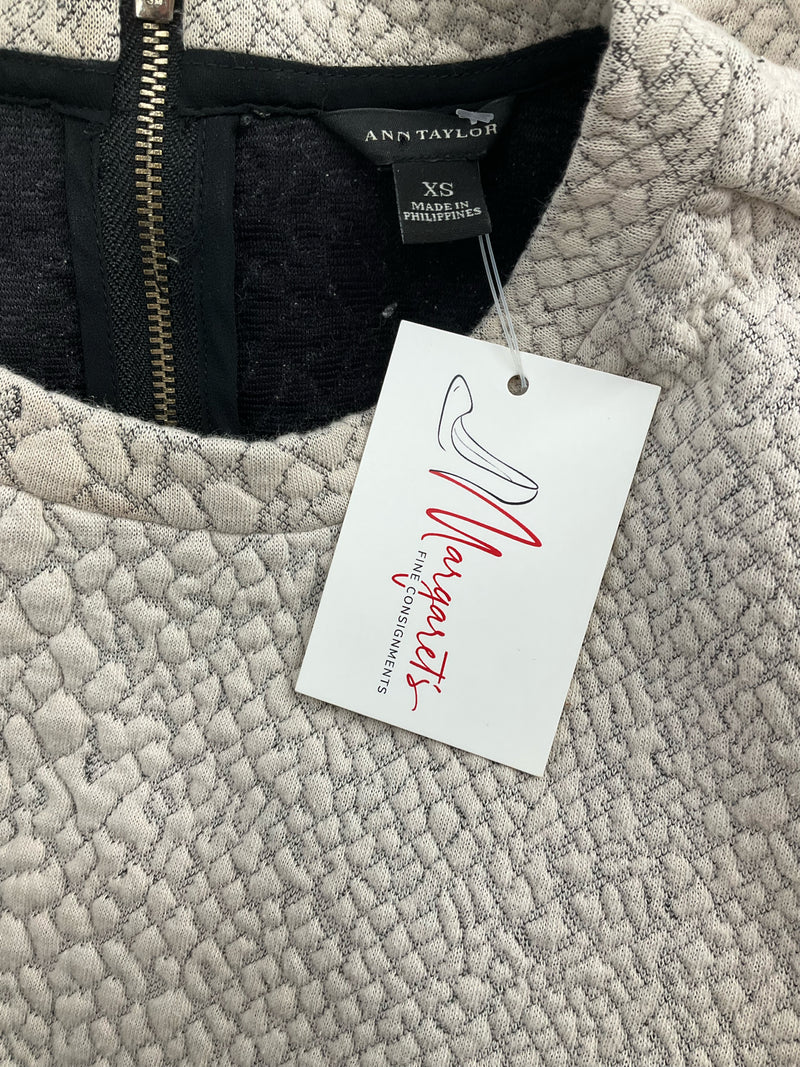 ANN TAYLOR
XS
MADE IN
PHILIPPINES
Margaret's
FINE CONSIGNMENTS